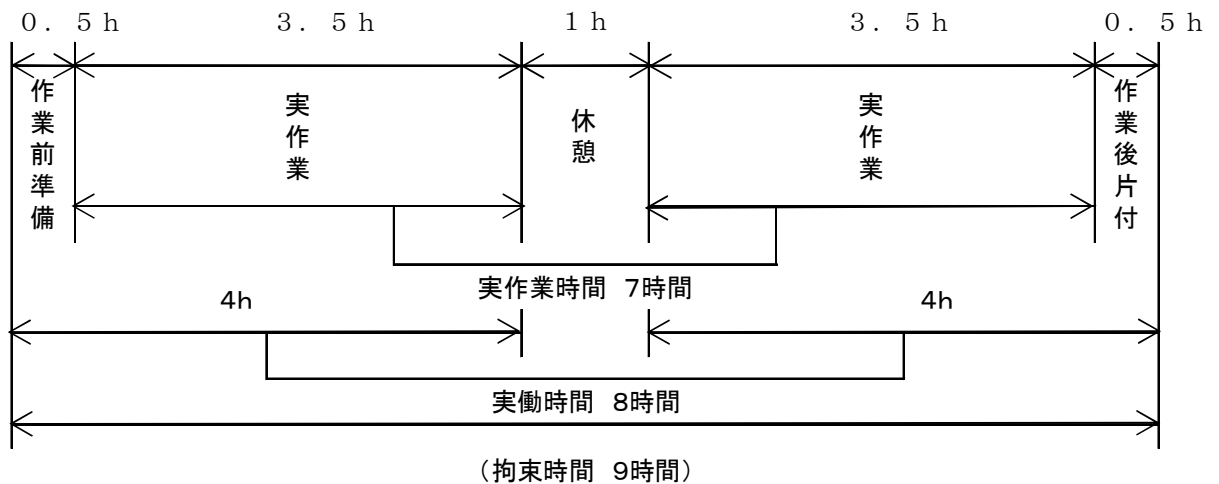 ０．５ｈ　３．５ｈ　１ｈ　３．５ｈ　０．５ｈ
作業前準備
実作業
休憩
実作業
作業後片付
実作業時間 7時間
4h　4h
実働時間 8時間
（拘束時間 9時間）